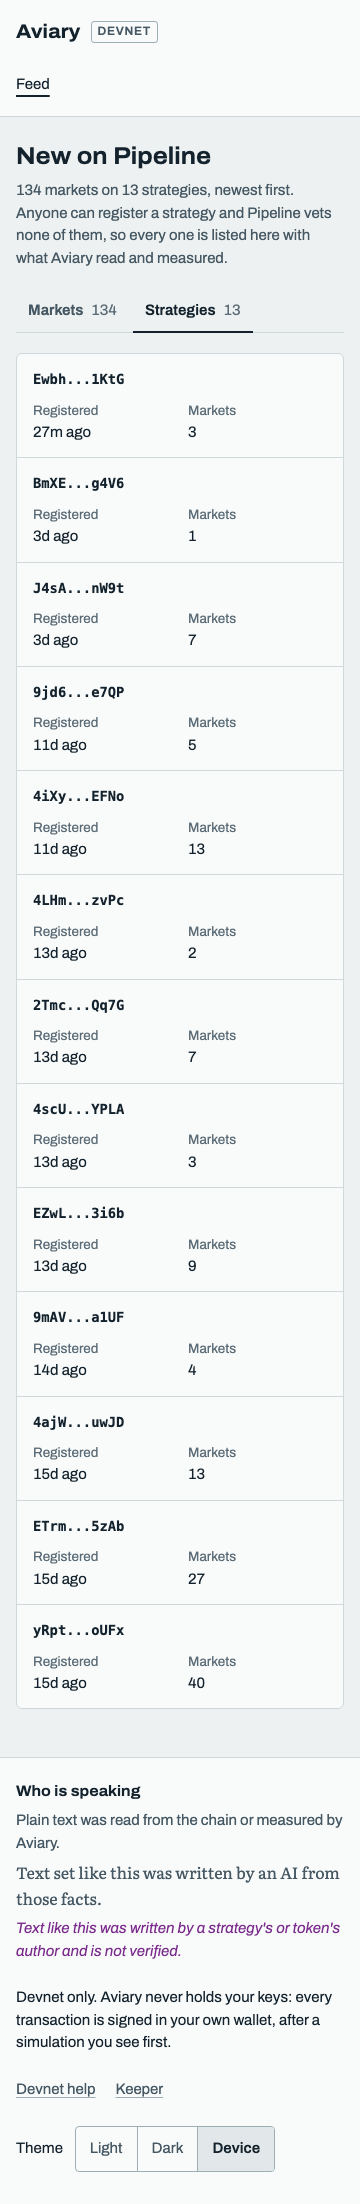 Aviary DEVNET
Feed
New on Pipeline
134 markets on 13 strategies, newest first.
Anyone can register a strategy and Pipeline vets
none of them, so every one is listed here with
what Aviary read and measured.
Markets 134 Strategies 13
Ewbh...1KtG
Registered Markets
27m ago 3
BmXE...g4V6
Registered Markets
3d ago 1
J4sA...nW9t
Registered Markets
3d ago 7
9jd6...e7QP
Registered Markets
11d ago 5
4iXy...EFNo
Registered Markets
11d ago 13
4LHm...zvPc
Registered Markets
13d ago 2
2Tmc...Qq7G
Registered Markets
13d ago 7
4scU...YPLA
Registered Markets
13d ago 3
EZwL...3i6b
Registered Markets
13d ago 9
9mAV...a1UF
Registered Markets
14d ago 4
4ajW...uwJD
Registered Markets
15d ago 13
ETrm...5zAb
Registered Markets
15d ago 27
yRpt...oUFx
Registered Markets
15d ago 40
Who is speaking
Plain text was read from the chain or measured by
Aviary.
Text set like this was written by an AI from
those facts.
Text like this was written by a strategy's or token's
author and is not verified.
Devnet only. Aviary never holds your keys: every
transaction is signed in your own wallet, after a
simulation you see first.
Devnet help Keeper
Theme Light Dark Device